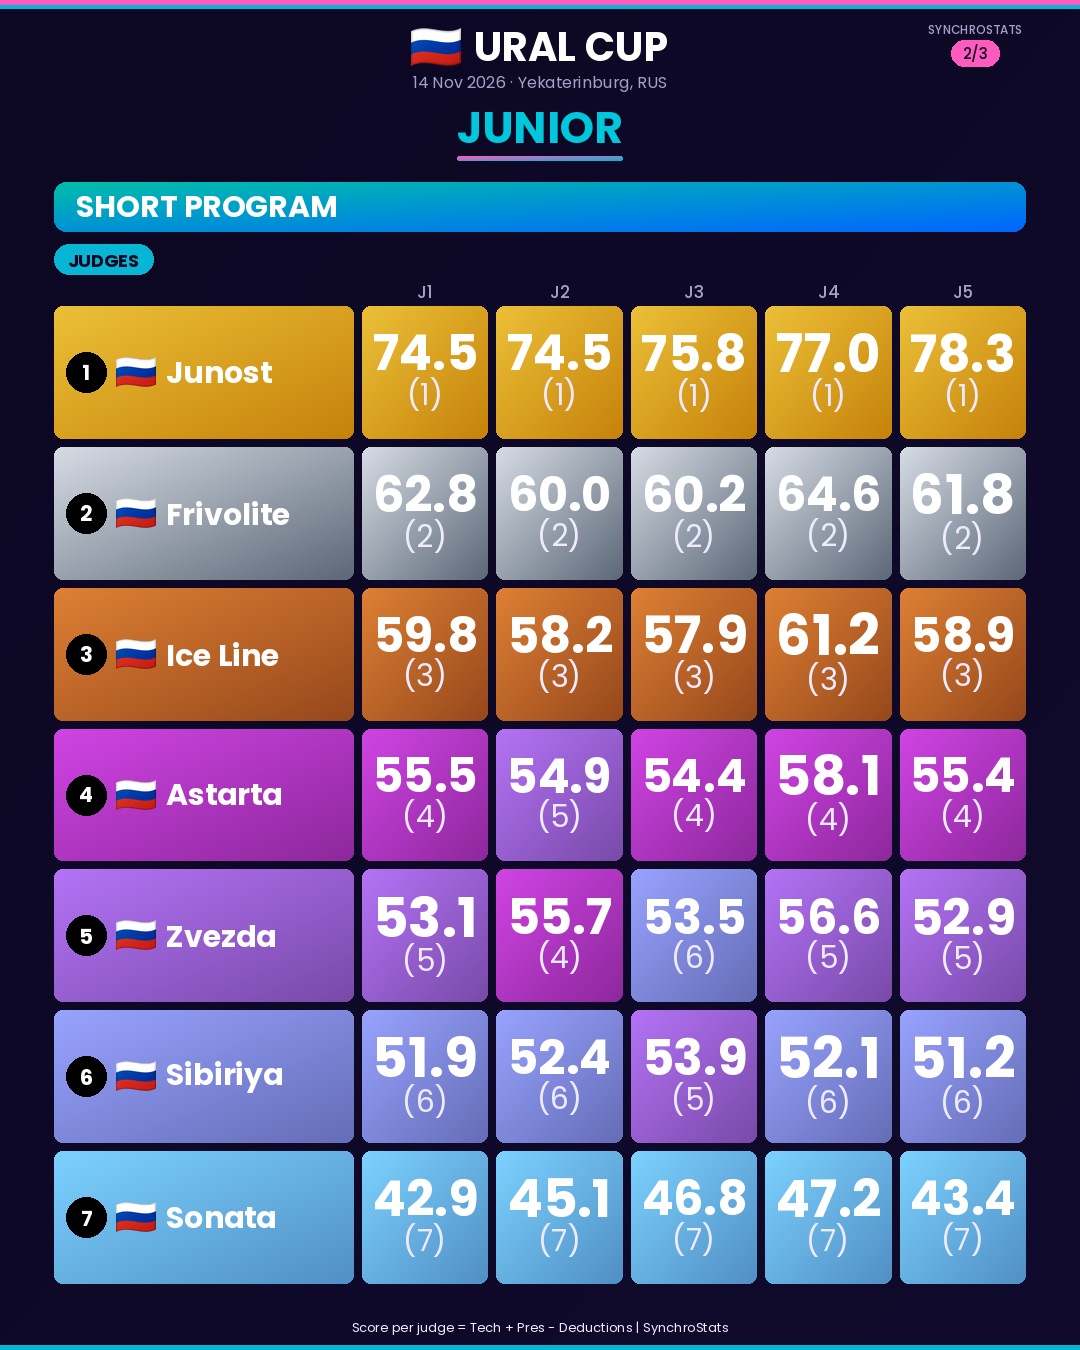 URAL CUP
SYNCHROSTATS
2/3
14 Nov 2026 · Yekaterinburg, RUS
JUNIOR
SHORT PROGRAM
JUDGES
J1 J2 J3 J4 J5
1 Junost 74.5 (1) 74.5 (1) 75.8 (1) 77.0 (1) 78.3 (1)
2 Frivolite 62.8 (2) 60.0 (2) 60.2 (2) 64.6 (2) 61.8 (2)
3 Ice Line 59.8 (3) 58.2 (3) 57.9 (3) 61.2 (3) 58.9 (3)
4 Astarta 55.5 (4) 54.9 (5) 54.4 (4) 58.1 (4) 55.4 (4)
5 Zvezda 53.1 (5) 55.7 (4) 53.5 (6) 56.6 (5) 52.9 (5)
6 Sibiriya 51.9 (6) 52.4 (6) 53.9 (5) 52.1 (6) 51.2 (6)
7 Sonata 42.9 (7) 45.1 (7) 46.8 (7) 47.2 (7) 43.4 (7)
Score per judge = Tech + Pres - Deductions | SynchroStats